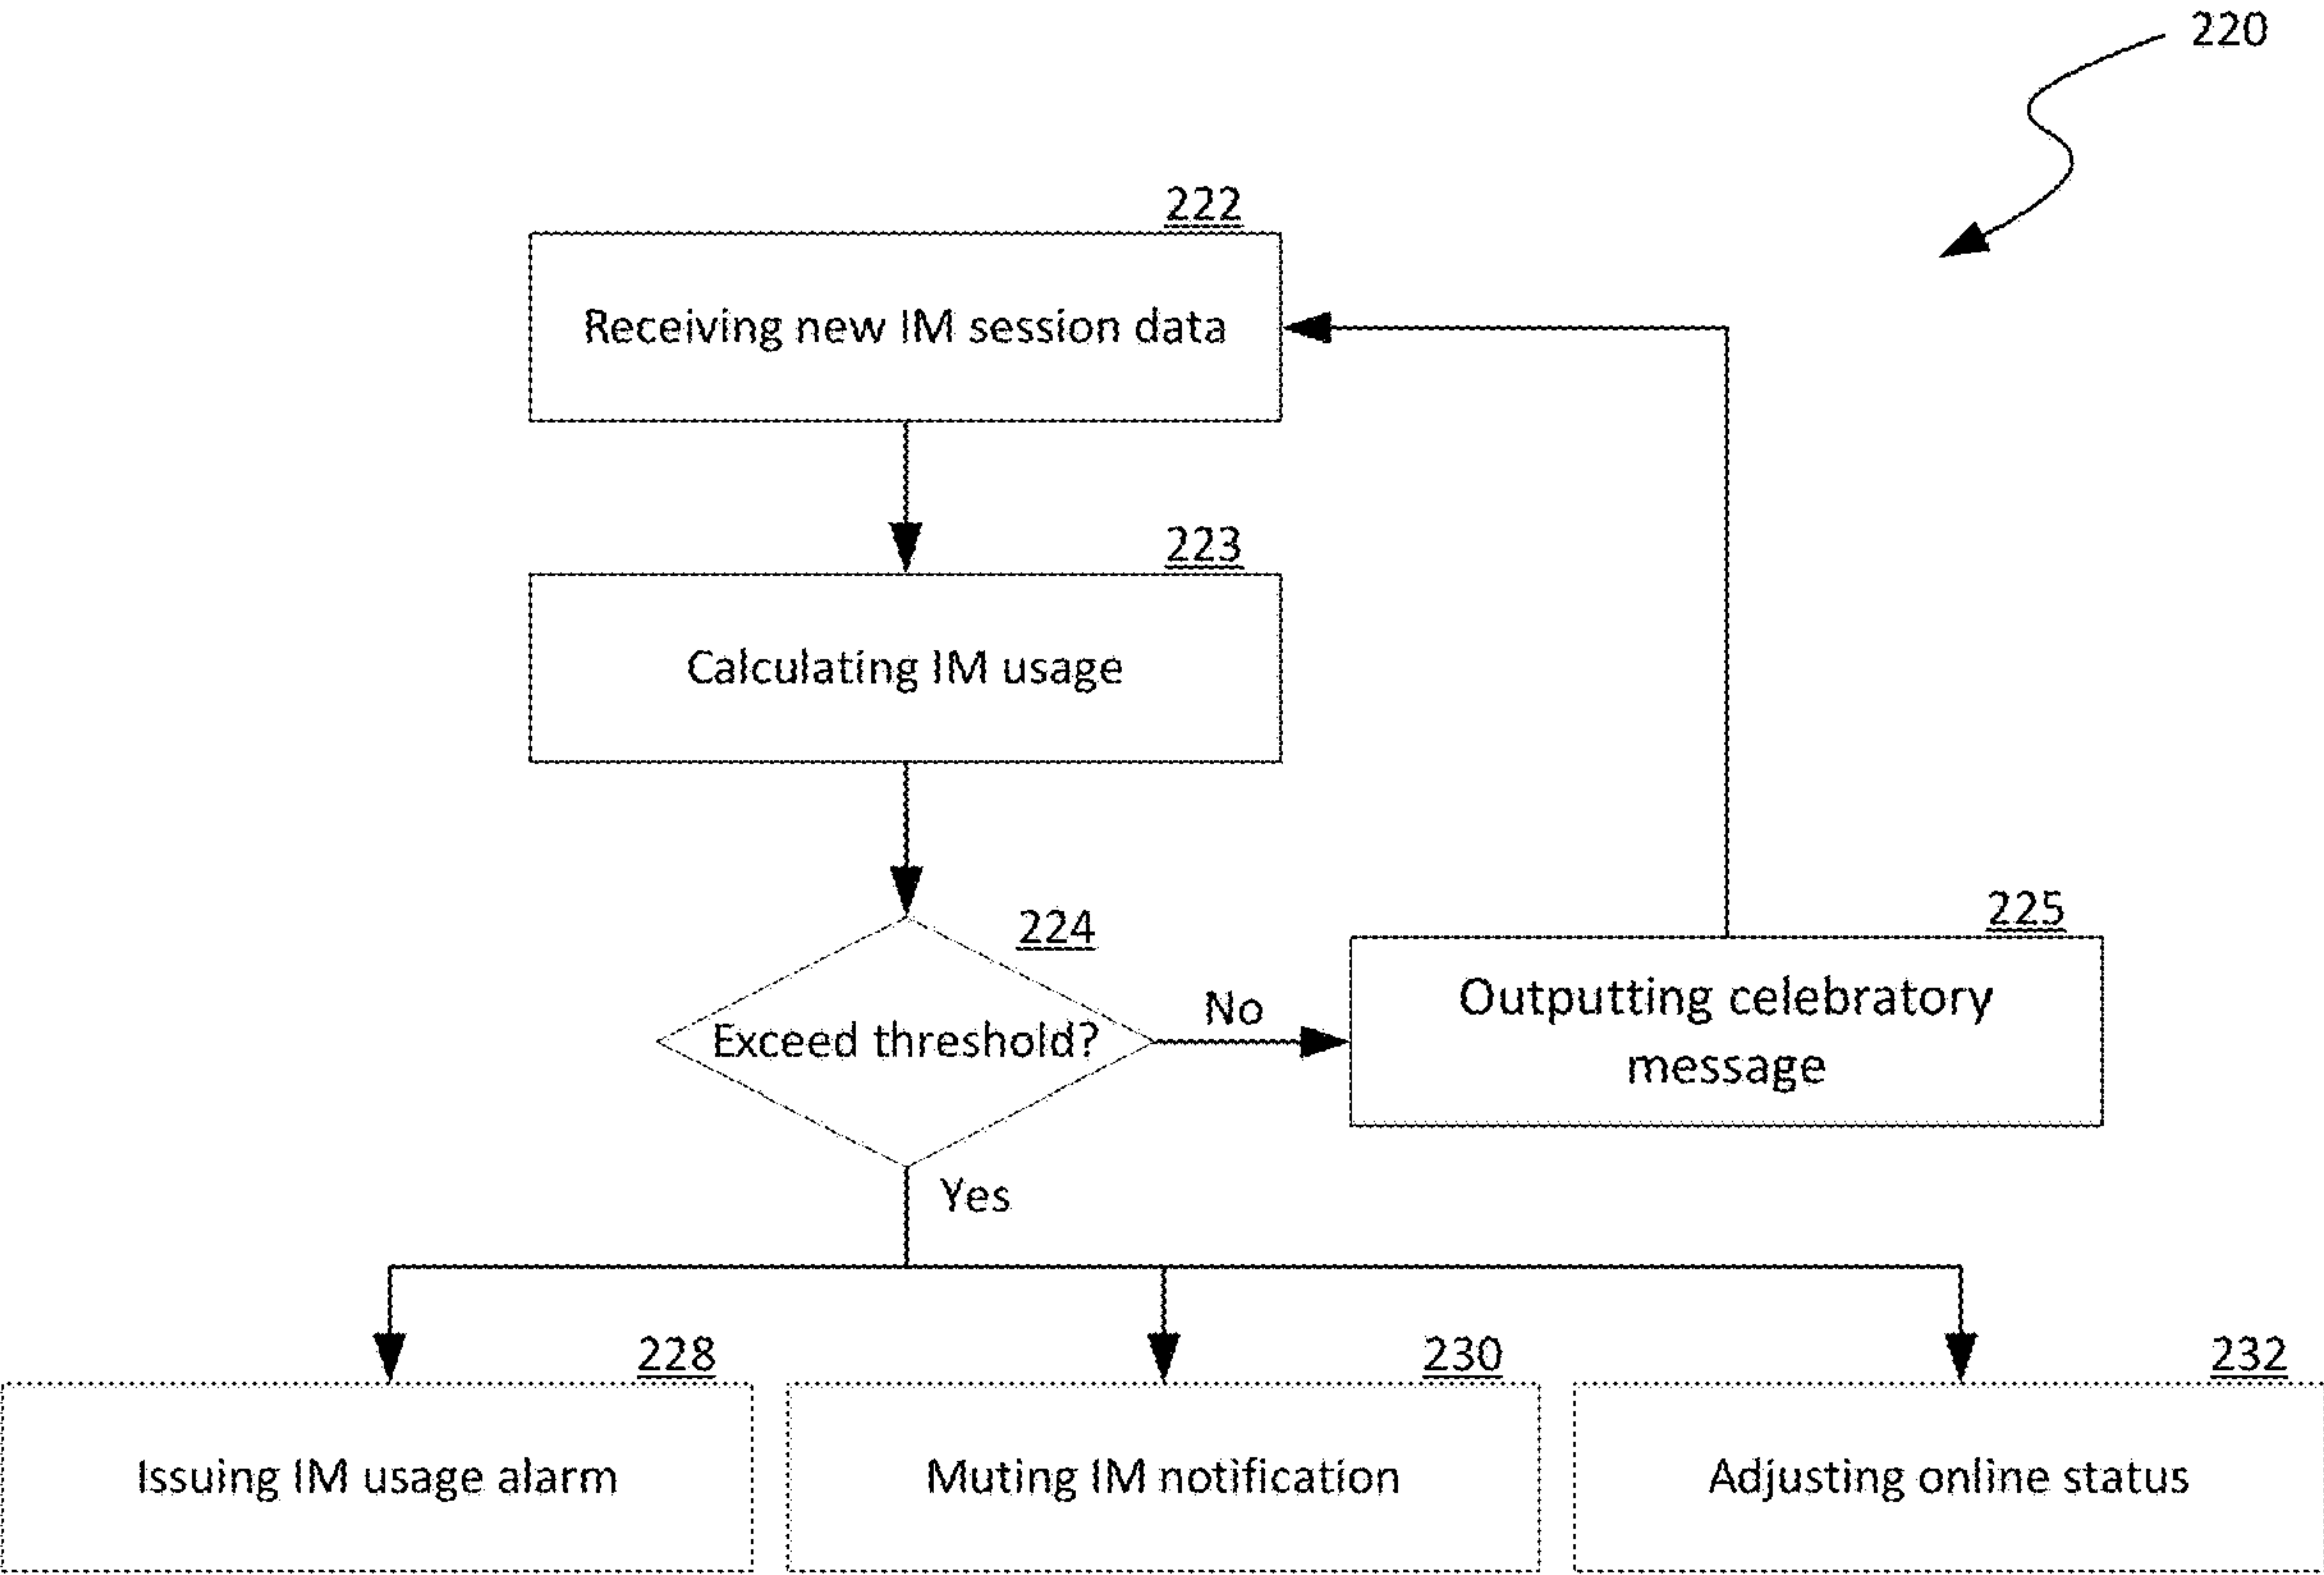 220
222
Receiving new IM session data
223
Calculating IM usage
224
Exceed threshold?
No
225
Outputting celebratory
message
Yes
228
Issuing IM usage alarm
230
Muting IM notification
232
Adjusting online status